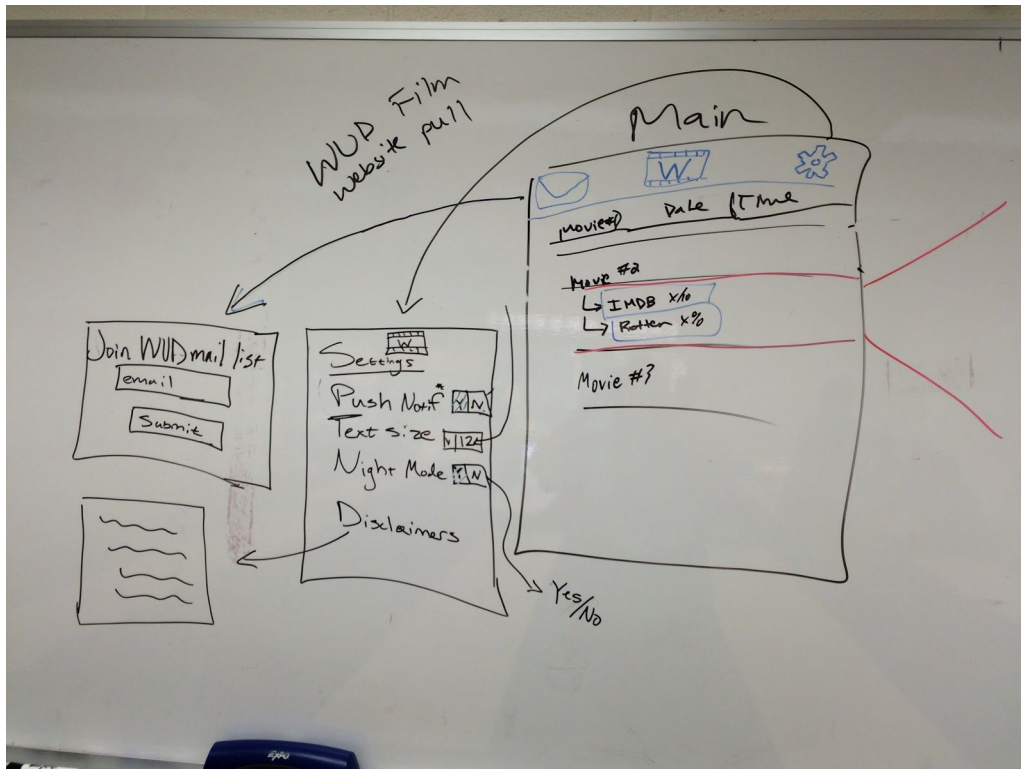 WUD Film
website pull
Main
W
Movie #1 Date / Time
Movie #2
IMDB x/10
Rotten x%
Movie #3
Join WUD mail list
email
Submit
W
Settings
Push Notif* Y N
Text size 12
Night Mode Y N
Disclaimers
Yes/No
EXPO